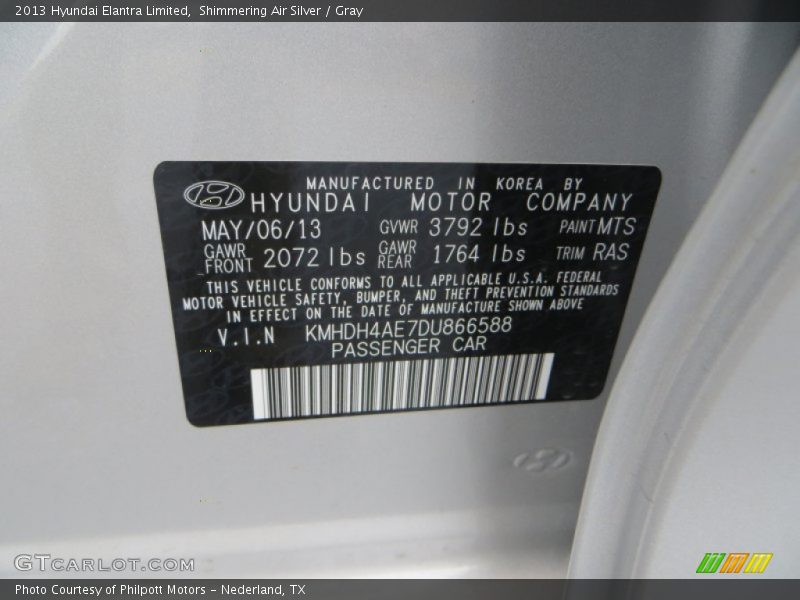 2013 Hyundai Elantra Limited, Shimmering Air Silver / Gray
MANUFACTURED IN KOREA BY
HYUNDAI MOTOR COMPANY
MAY/06/13 GVWR 3792 lbs PAINT MTS
GAWR FRONT 2072 lbs GAWR REAR 1764 lbs TRIM RAS
THIS VEHICLE CONFORMS TO ALL APPLICABLE U.S.A. FEDERAL
MOTOR VEHICLE SAFETY, BUMPER, AND THEFT PREVENTION STANDARDS
IN EFFECT ON THE DATE OF MANUFACTURE SHOWN ABOVE
V.I.N KMHDH4AE7DU866588
PASSENGER CAR
GTCARLOT.COM
Photo Courtesy of Philpott Motors - Nederland, TX